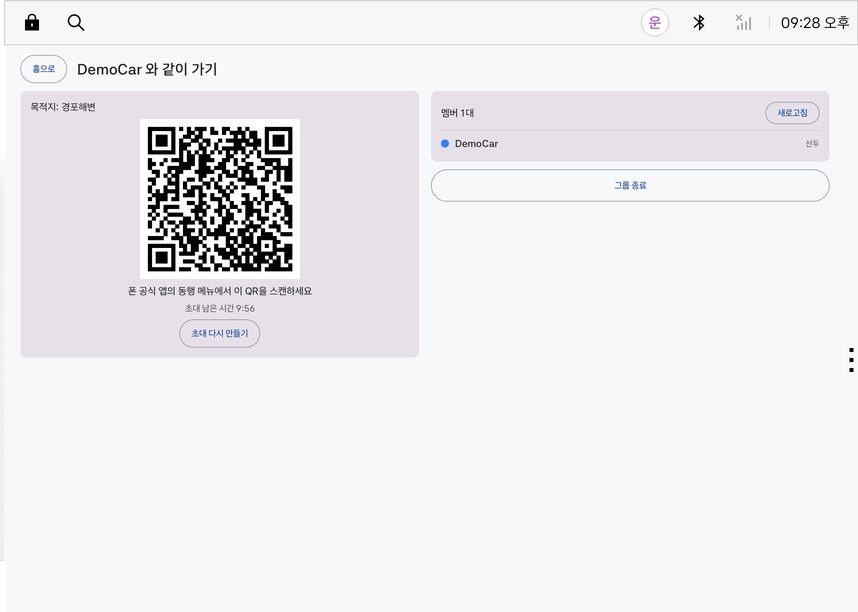 운
09:28 오후
홈으로
DemoCar 와 같이 가기
목적지: 경포해변
폰 공식 앱의 동행 메뉴에서 이 QR을 스캔하세요
초대 남은 시간 9:56
초대 다시 만들기
멤버 1대
새로고침
DemoCar
선두
그룹 종료